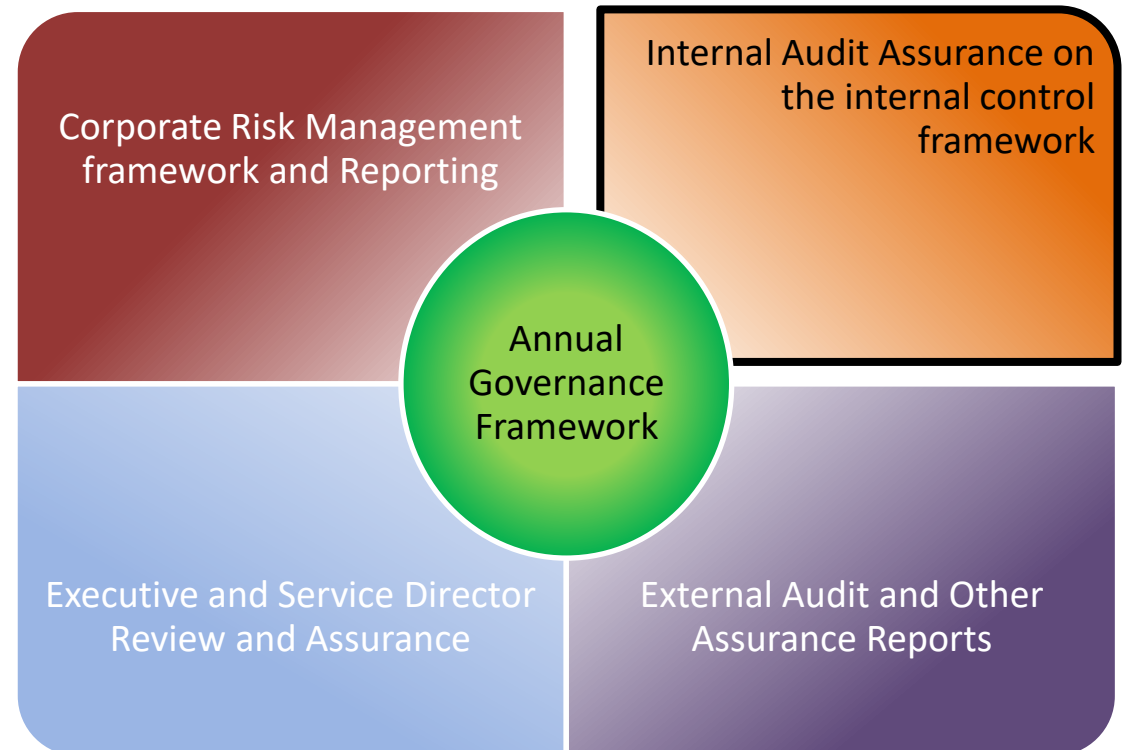 Corporate Risk Management
framework and Reporting
Internal Audit Assurance on
the internal control
framework
Annual
Governance
Framework
Executive and Service Director
Review and Assurance
External Audit and Other
Assurance Reports